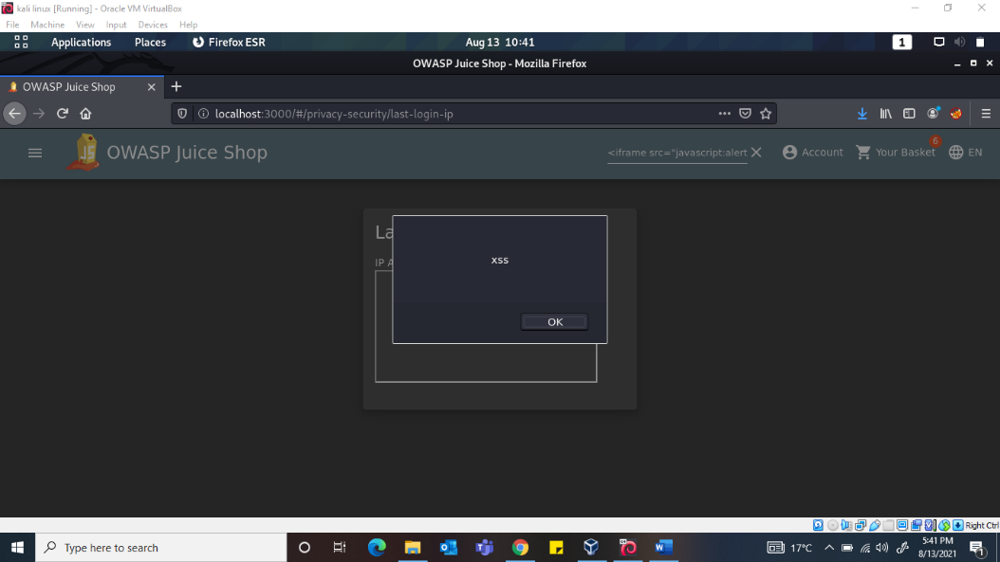 kali linux [Running] - Oracle VM VirtualBox
File Machine View Input Devices Help
Applications Places Firefox ESR Aug 13 10:41 1
OWASP Juice Shop - Mozilla Firefox
OWASP Juice Shop
localhost:3000/#/privacy-security/last-login-ip
JS OWASP Juice Shop <iframe src="javascript:alert Account Your Basket 6 EN
La
xss
IP A
OK
Right Ctrl
Type here to search 17°C 5:41 PM
8/13/2021 1